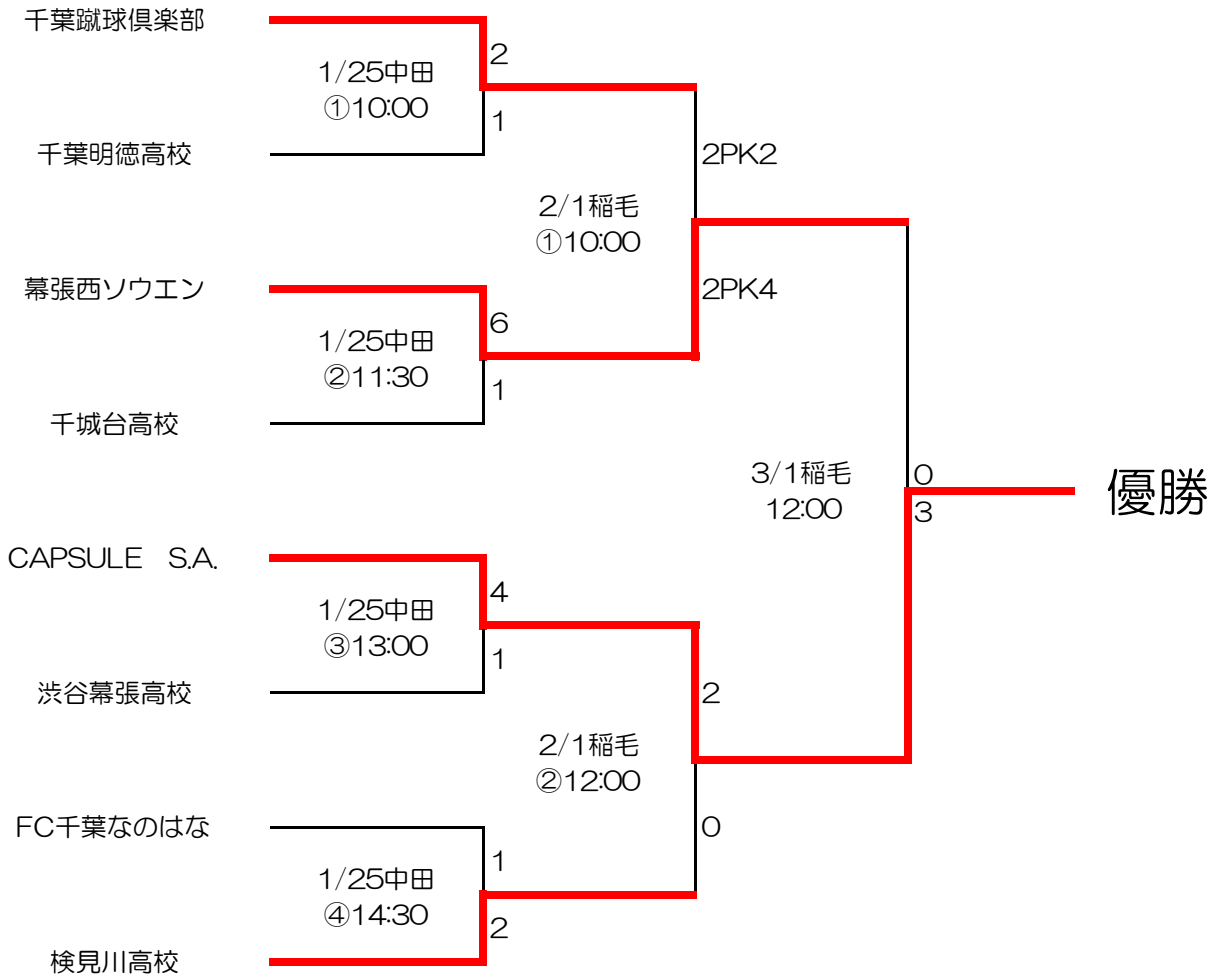 千葉蹴球倶楽部
1/25中田
①10:00
2
1
千葉明徳高校
2/1稲毛
①10:00
2PK2
2PK4
幕張西ソウエン
1/25中田
②11:30
6
1
千城台高校
3/1稲毛
12:00
0
3
優勝
CAPSULE　S.A.
1/25中田
③13:00
4
1
渋谷幕張高校
2/1稲毛
②12:00
2
0
FC千葉なのはな
1/25中田
④14:30
1
2
検見川高校